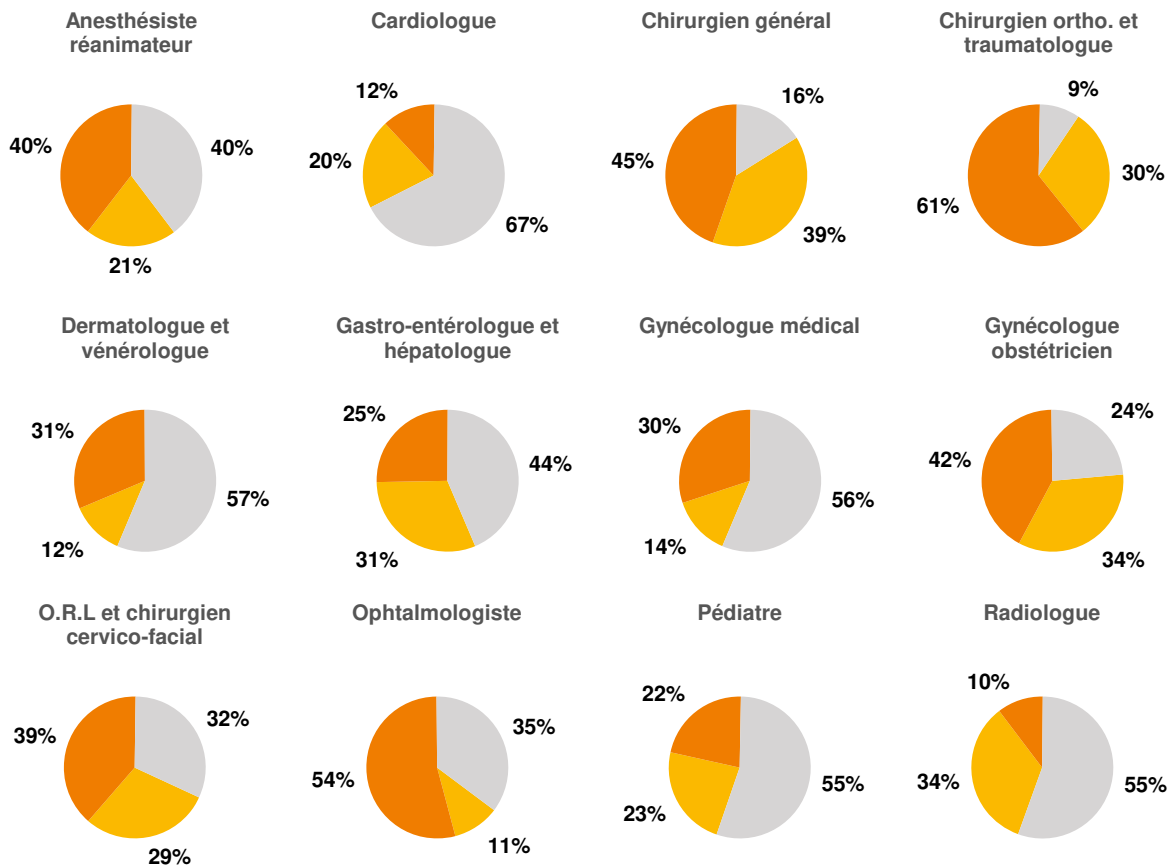 Anesthésiste
réanimateur
40%
40%
21%
Cardiologue
12%
20%
67%
Chirurgien général
16%
45%
39%
Chirurgien ortho. et
traumatologue
9%
30%
61%
Dermatologue et
vénérologue
31%
57%
12%
Gastro-entérologue et
hépatologue
25%
44%
31%
Gynécologue médical
30%
56%
14%
Gynécologue
obstétricien
24%
42%
34%
O.R.L et chirurgien
cervico-facial
32%
39%
29%
Ophtalmologiste
35%
54%
11%
Pédiatre
22%
55%
23%
Radiologue
10%
34%
55%